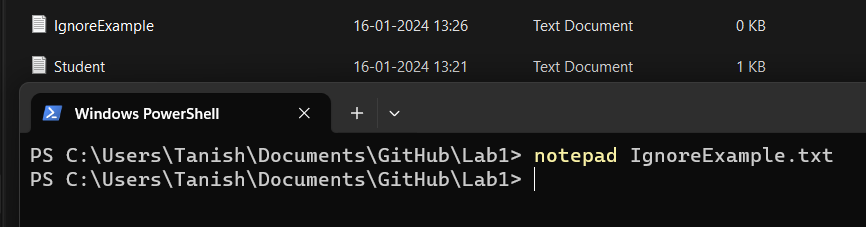 IgnoreExample 16-01-2024 13:26 Text Document 0 KB
Student 16-01-2024 13:21 Text Document 1 KB
Windows PowerShell
PS C:\Users\Tanish\Documents\GitHub\Lab1> notepad IgnoreExample.txt
PS C:\Users\Tanish\Documents\GitHub\Lab1>